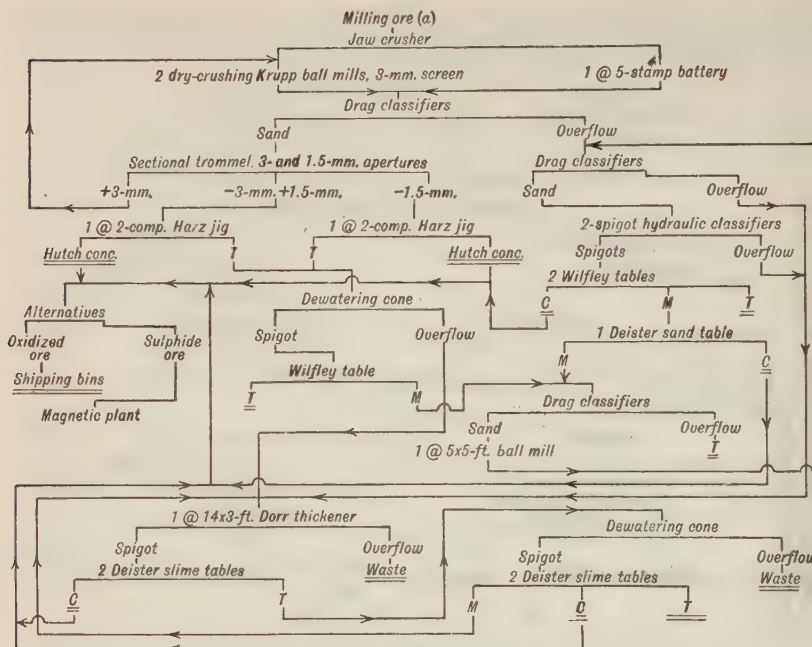 Milling ore (a)
Jaw crusher
2 dry-crushing Krupp ball mills, 3-mm. screen 1 @ 5-stamp battery
Drag classifiers
Sand Overflow
Sectional trommel. 3- and 1.5-mm. apertures Drag classifiers
+3-mm. -3-mm. +1.5-mm. -1.5-mm. Sand Overflow
1 @ 2-comp. Harz jig 1 @ 2-comp. Harz jig 2-spigot hydraulic classifiers
Hutch conc. T T Hutch conc. Spigots Overflow
2 Wilfley tables
Alternatives Dewatering cone C M T
Oxidized ore Sulphide ore Spigot Overflow 1 Deister sand table
Shipping bins Wilfley table M C
Magnetic plant T M Drag classifiers
Sand Overflow
1 @ 5x5-ft. ball mill T
1 @ 14x3-ft. Dorr thickener Dewatering cone
Spigot Overflow Spigot Overflow
2 Deister slime tables Waste 2 Deister slime tables Waste
C T M C T